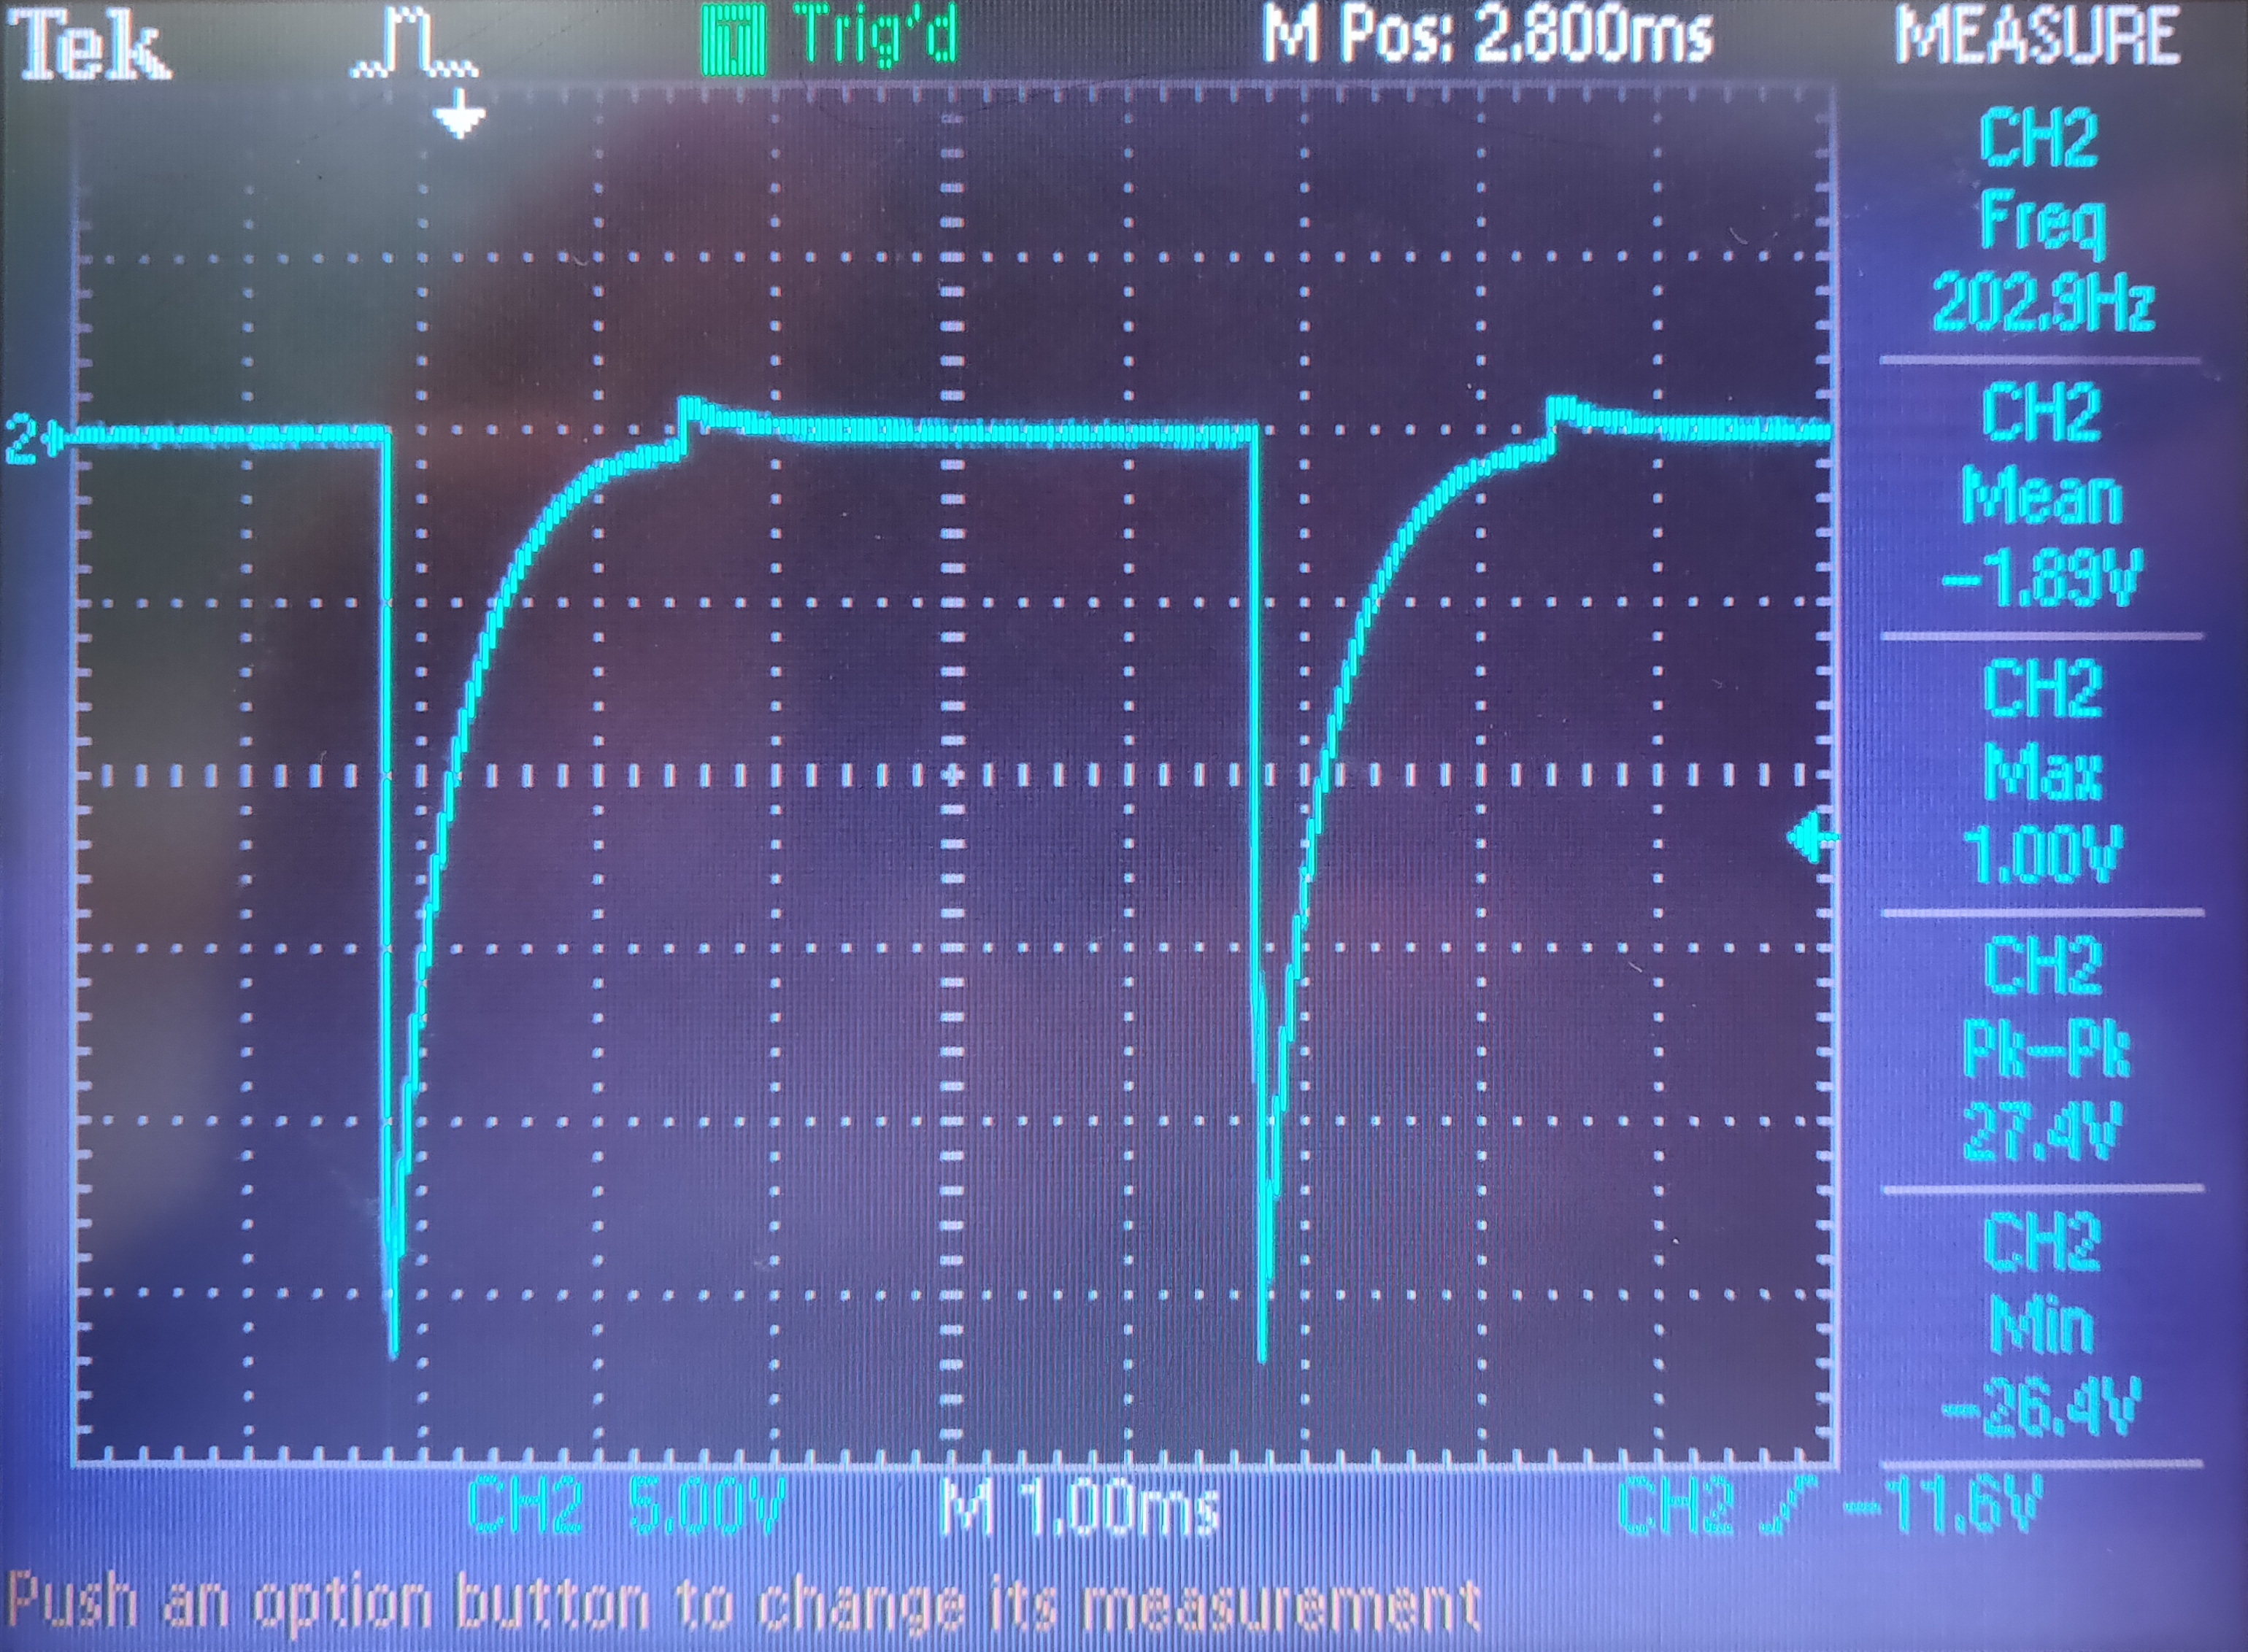 Tek Trig'd M Pos: 2.800ms MEASURE
CH2
Freq
202.9Hz
CH2
Mean
-1.89V
CH2
Max
1.00V
CH2
Pk-Pk
27.4V
CH2
Min
-26.4V
2
CH2 5.00V M 1.00ms CH2 -11.6V
Push an option button to change its measurement